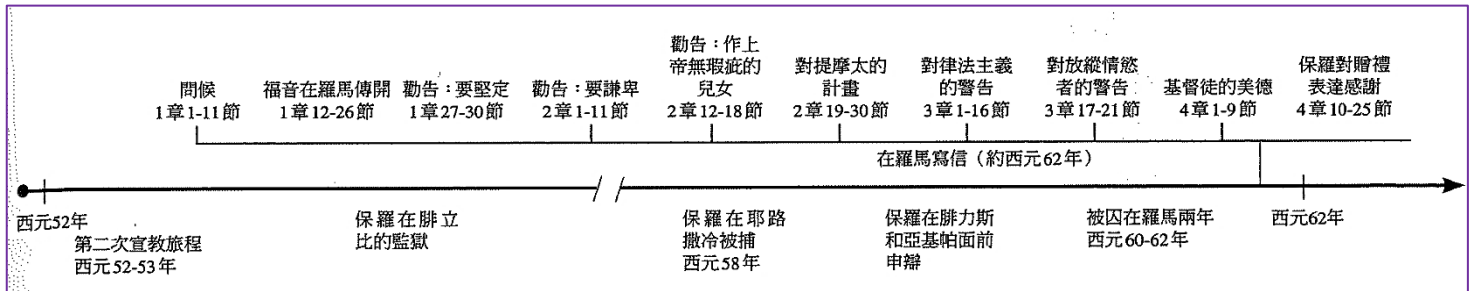 問候
1章1-11節
福音在羅馬傳開
1章12-26節
勸告：要堅定
1章27-30節
勸告：要謙卑
2章1-11節
勸告：作上
帝無瑕疵的
兒女
2章12-18節
對提摩太的
計畫
2章19-30節
對律法主義
的警告
3章1-16節
對放縱情慾
者的警告
3章17-21節
基督徒的美德
4章1-9節
保羅對贈禮
表達感謝
4章10-25節
在羅馬寫信（約西元62年）
西元52年
第二次宣教旅程
西元52-53年
保羅在腓立
比的監獄
保羅在耶路
撒冷被捕
西元58年
保羅在腓力斯
和亞基帕面前
申辯
被囚在羅馬兩年
西元60-62年
西元62年